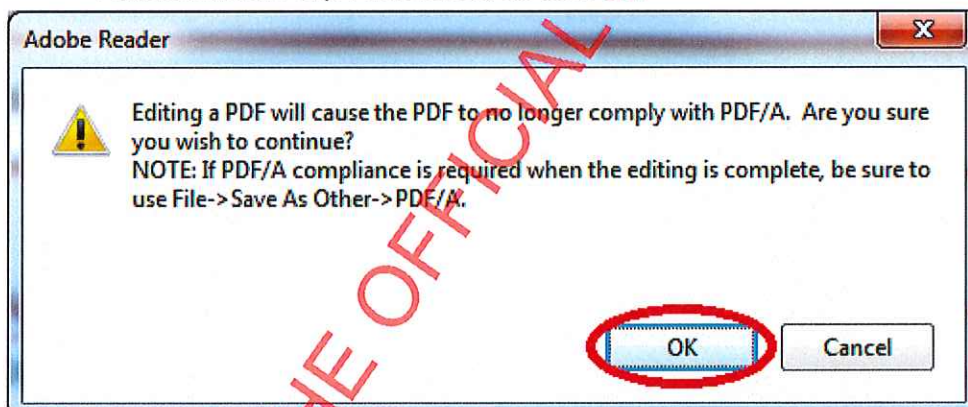 Adobe Reader
Editing a PDF will cause the PDF to no longer comply with PDF/A. Are you sure
you wish to continue?
NOTE: If PDF/A compliance is required when the editing is complete, be sure to
use File->Save As Other->PDF/A.
OK
Cancel
HE OFFICIAL